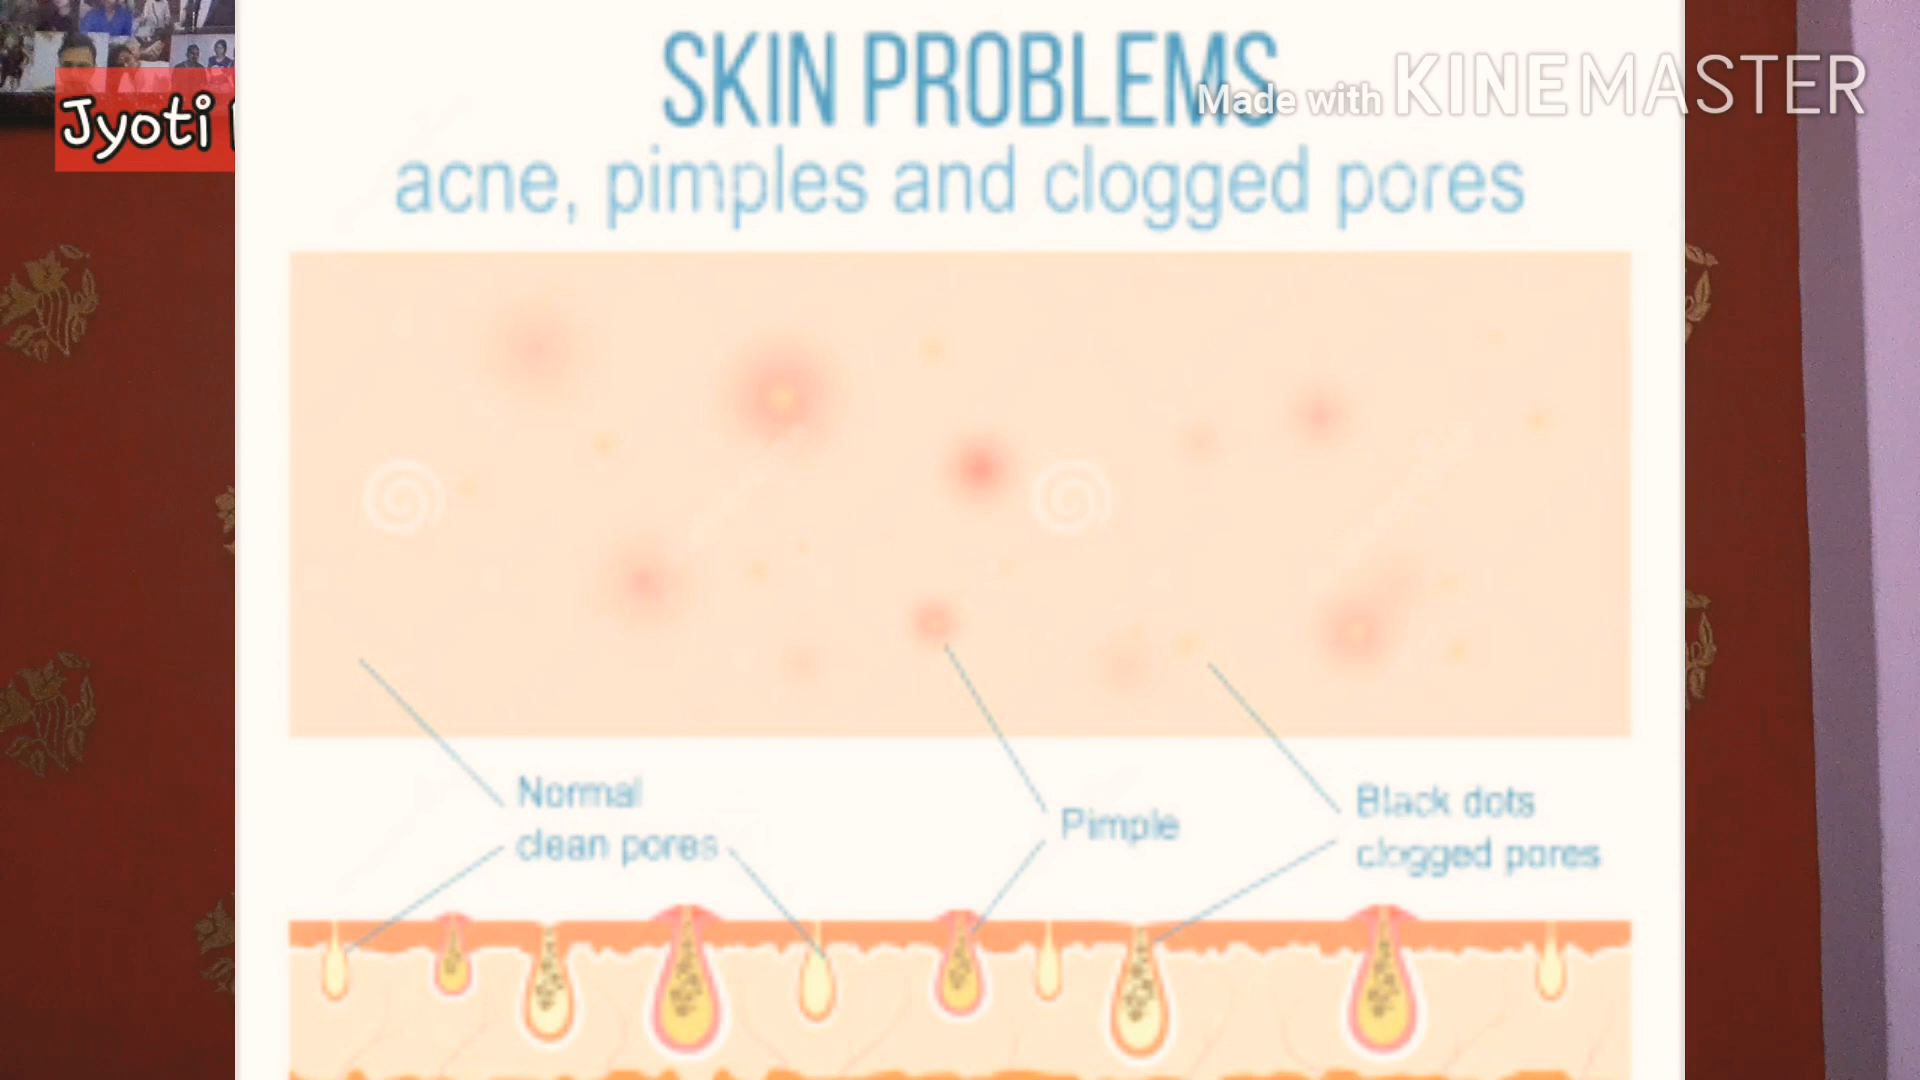 SKIN PROBLEMS
Made with KINEMASTER
Jyoti
acne, pimples and clogged pores
Normal
clean pores
Pimple
Black dots
clogged pores